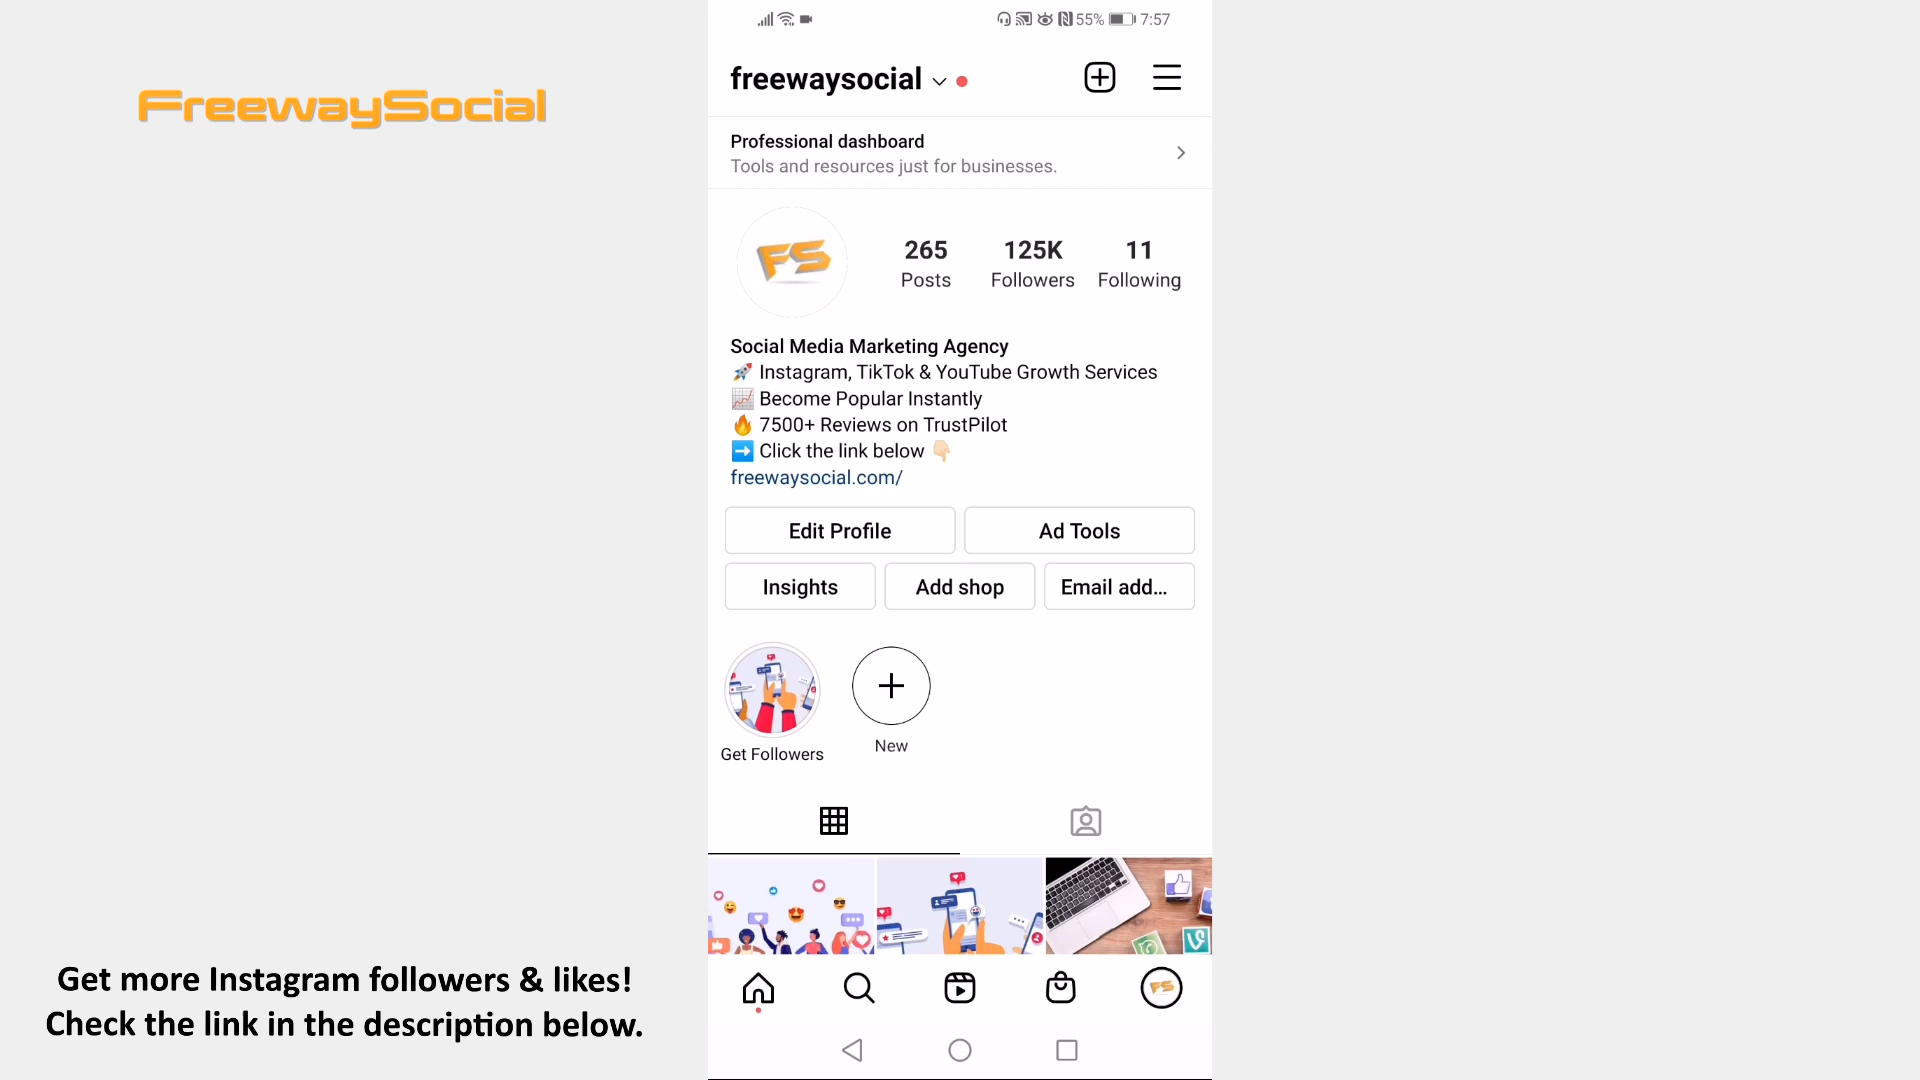 FreewaySocial
55% 7:57
freewaysocial
Professional dashboard
Tools and resources just for businesses.
FS
265 125K 11
Posts Followers Following
Social Media Marketing Agency
🚀 Instagram, TikTok & YouTube Growth Services
📈 Become Popular Instantly
🔥 7500+ Reviews on TrustPilot
➡️ Click the link below 👇🏻
freewaysocial.com/
Edit Profile Ad Tools
Insights Add shop Email add...
Get Followers New
Get more Instagram followers & likes!
Check the link in the description below.
FS